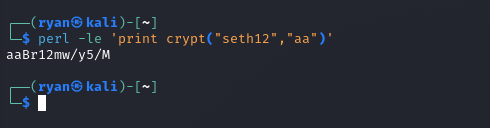 ┌──(ryan㉿kali)-[~]
└─$ perl -le 'print crypt("seth12","aa")'
aaBr12mw/y5/M
┌──(ryan㉿kali)-[~]
└─$